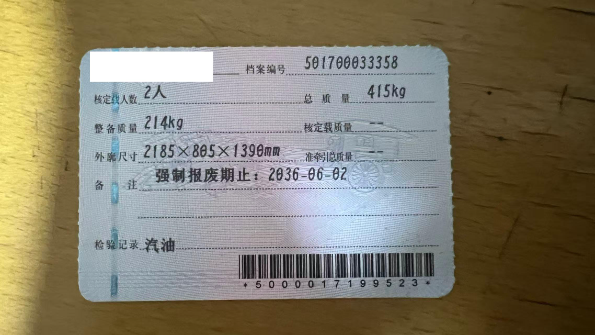 档案编号 501700033358
核定载人数 2人 总质量 415kg
整备质量 214kg 核定载质量 --
外廓尺寸 2185×805×1390mm 准牵引总质量 --
备注 强制报废期止：2036-06-02
检验记录 汽油
*5000017199523*